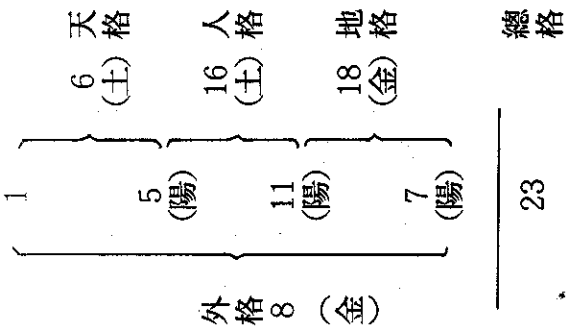 1
6 天格
(土)
5
(陽)
16 人格
(土)
外格 8 (金)
11
(陽)
18 地格
(金)
7
(陽)
23 總格